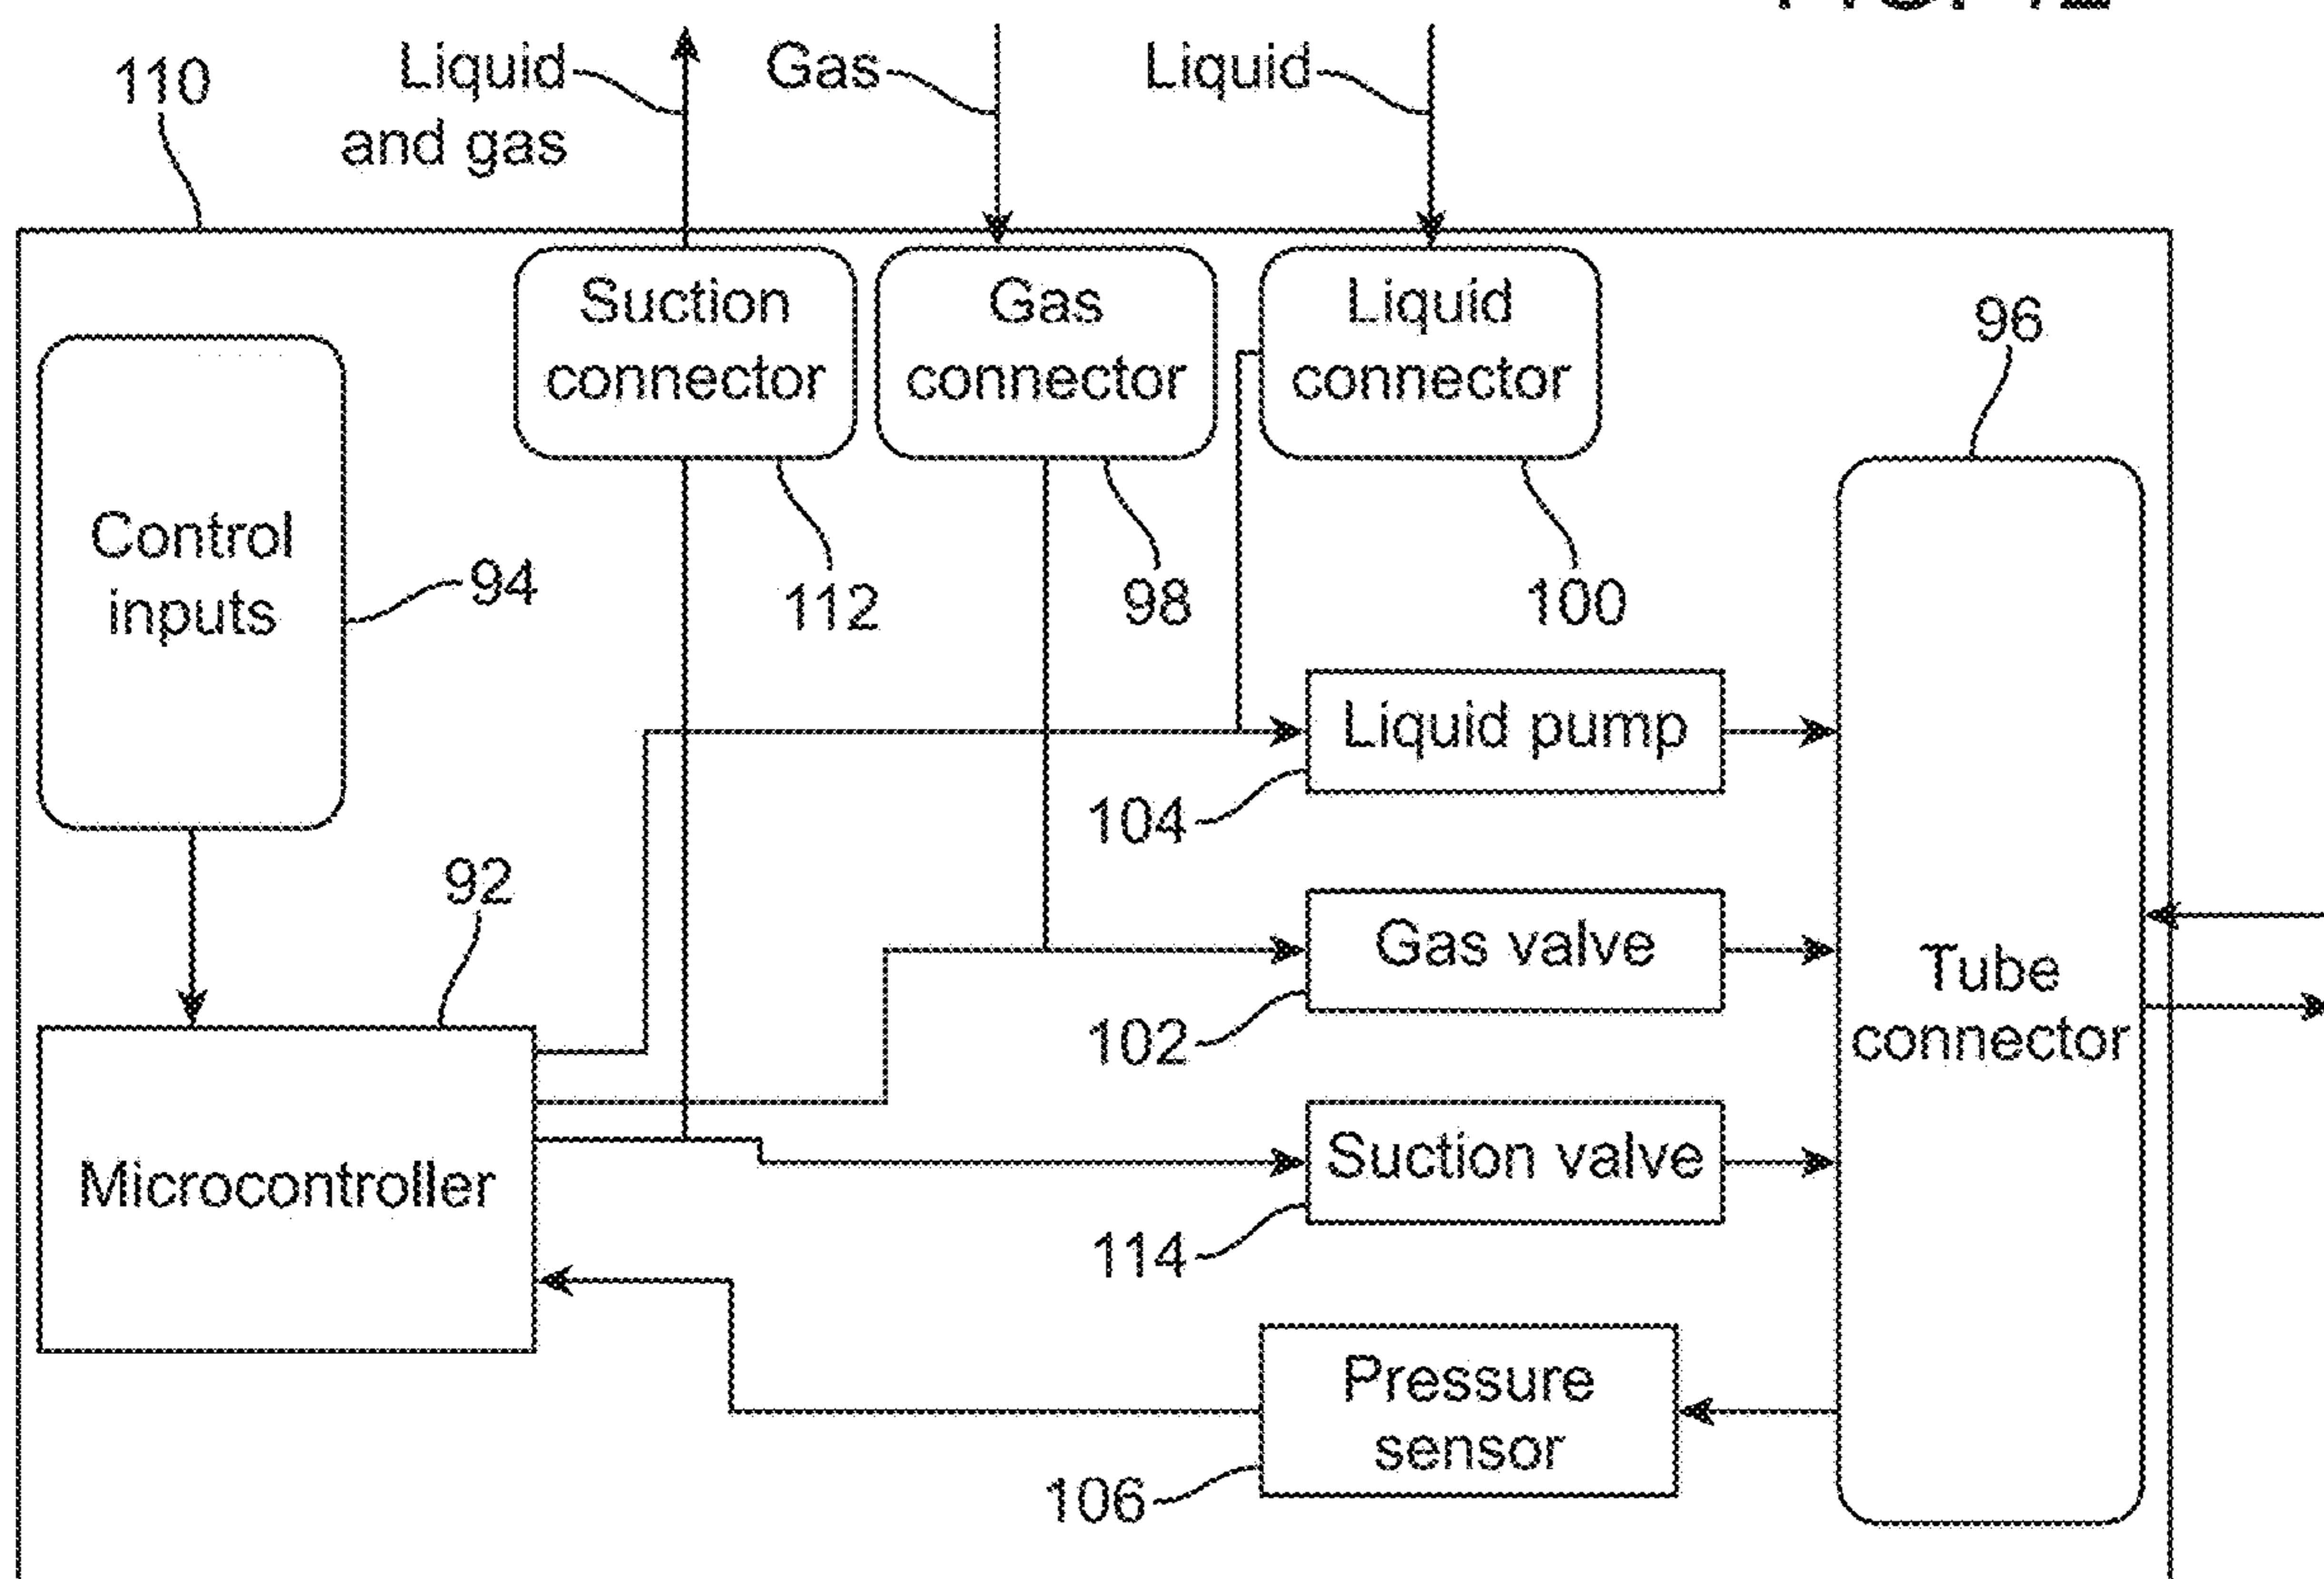 110
Liquid
and gas
Gas
Liquid
Suction
connector
Gas
connector
Liquid
connector
96
Control
inputs
94
112
98
100
Liquid pump
104
92
Gas valve
102
Tube
connector
Microcontroller
Suction valve
114
Pressure
sensor
106